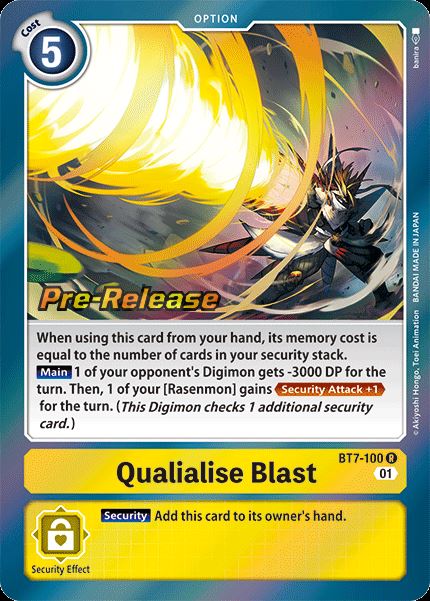 OPTION
Cost
5
banira
Pre-Release
© Akiyoshi Hongo, Toei Animation BANDAI MADE IN JAPAN
When using this card from your hand, its memory cost is
equal to the number of cards in your security stack.
Main 1 of your opponent's Digimon gets -3000 DP for the
turn. Then, 1 of your [Rasenmon] gains Security Attack +1
for the turn. (This Digimon checks 1 additional security
card.)
BT7-100 R
Qualialise Blast
01
Security Add this card to its owner's hand.
Security Effect